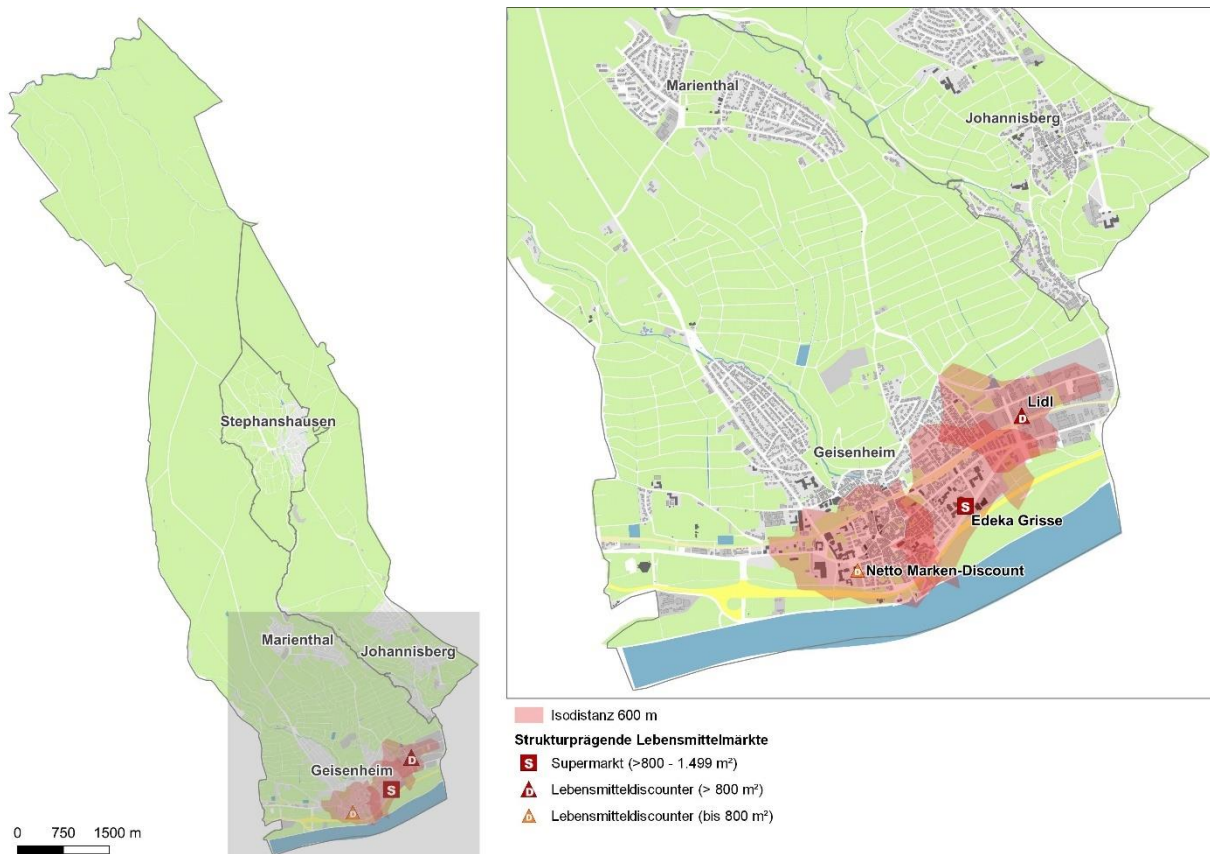 Stephanshausen
Marienthal
Johannisberg
Geisenheim
D
S
D
0 750 1500 m
Marienthal
Johannisberg
Geisenheim
Lidl
D
S
Edeka Grisse
D
Netto Marken-Discount
Isodistanz 600 m
Strukturprägende Lebensmittelmärkte
S Supermarkt (>800 - 1.499 m²)
D Lebensmitteldiscounter (> 800 m²)
D Lebensmitteldiscounter (bis 800 m²)